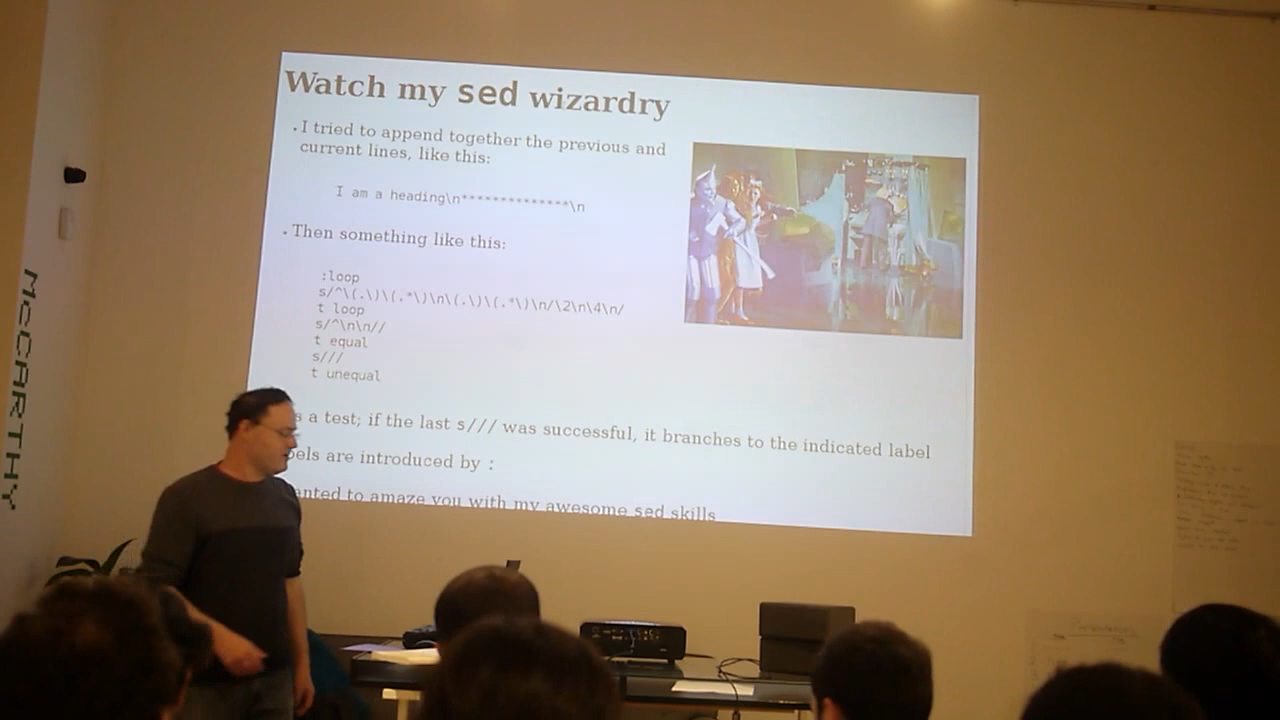 Watch my sed wizardry
• I tried to append together the previous and
current lines, like this:
I am a heading\n**************\n
• Then something like this:
:loop
s/^\(.\)\(.*\)\n\(.\)\(.*\)\n/\2\n\4\n/
t loop
s/^\n\n//
t equal
s///
t unequal
s a test; if the last s/// was successful, it branches to the indicated label
bels are introduced by :
anted to amaze you with my awesome sed skills
MCCARTHY